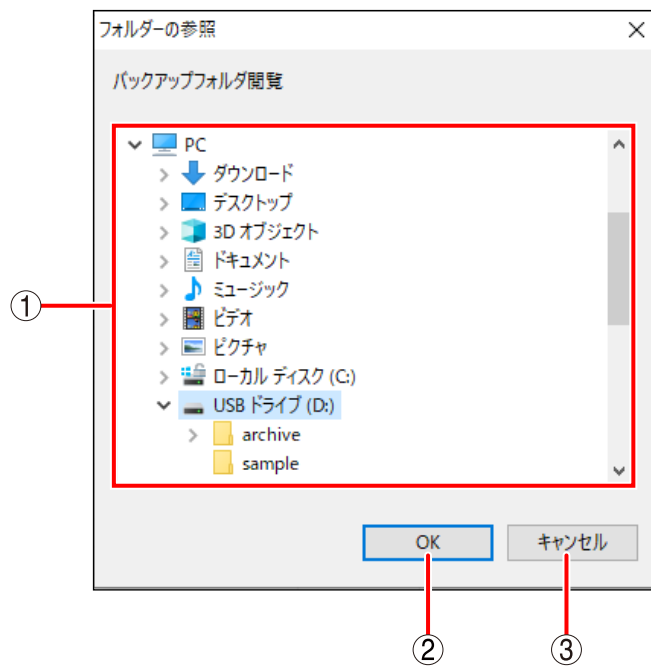 フォルダーの参照
バックアップフォルダ閲覧
PC
ダウンロード
デスクトップ
3D オブジェクト
ドキュメント
ミュージック
ビデオ
ピクチャ
ローカル ディスク (C:)
USB ドライブ (D:)
archive
sample
①
OK
キャンセル
②
③